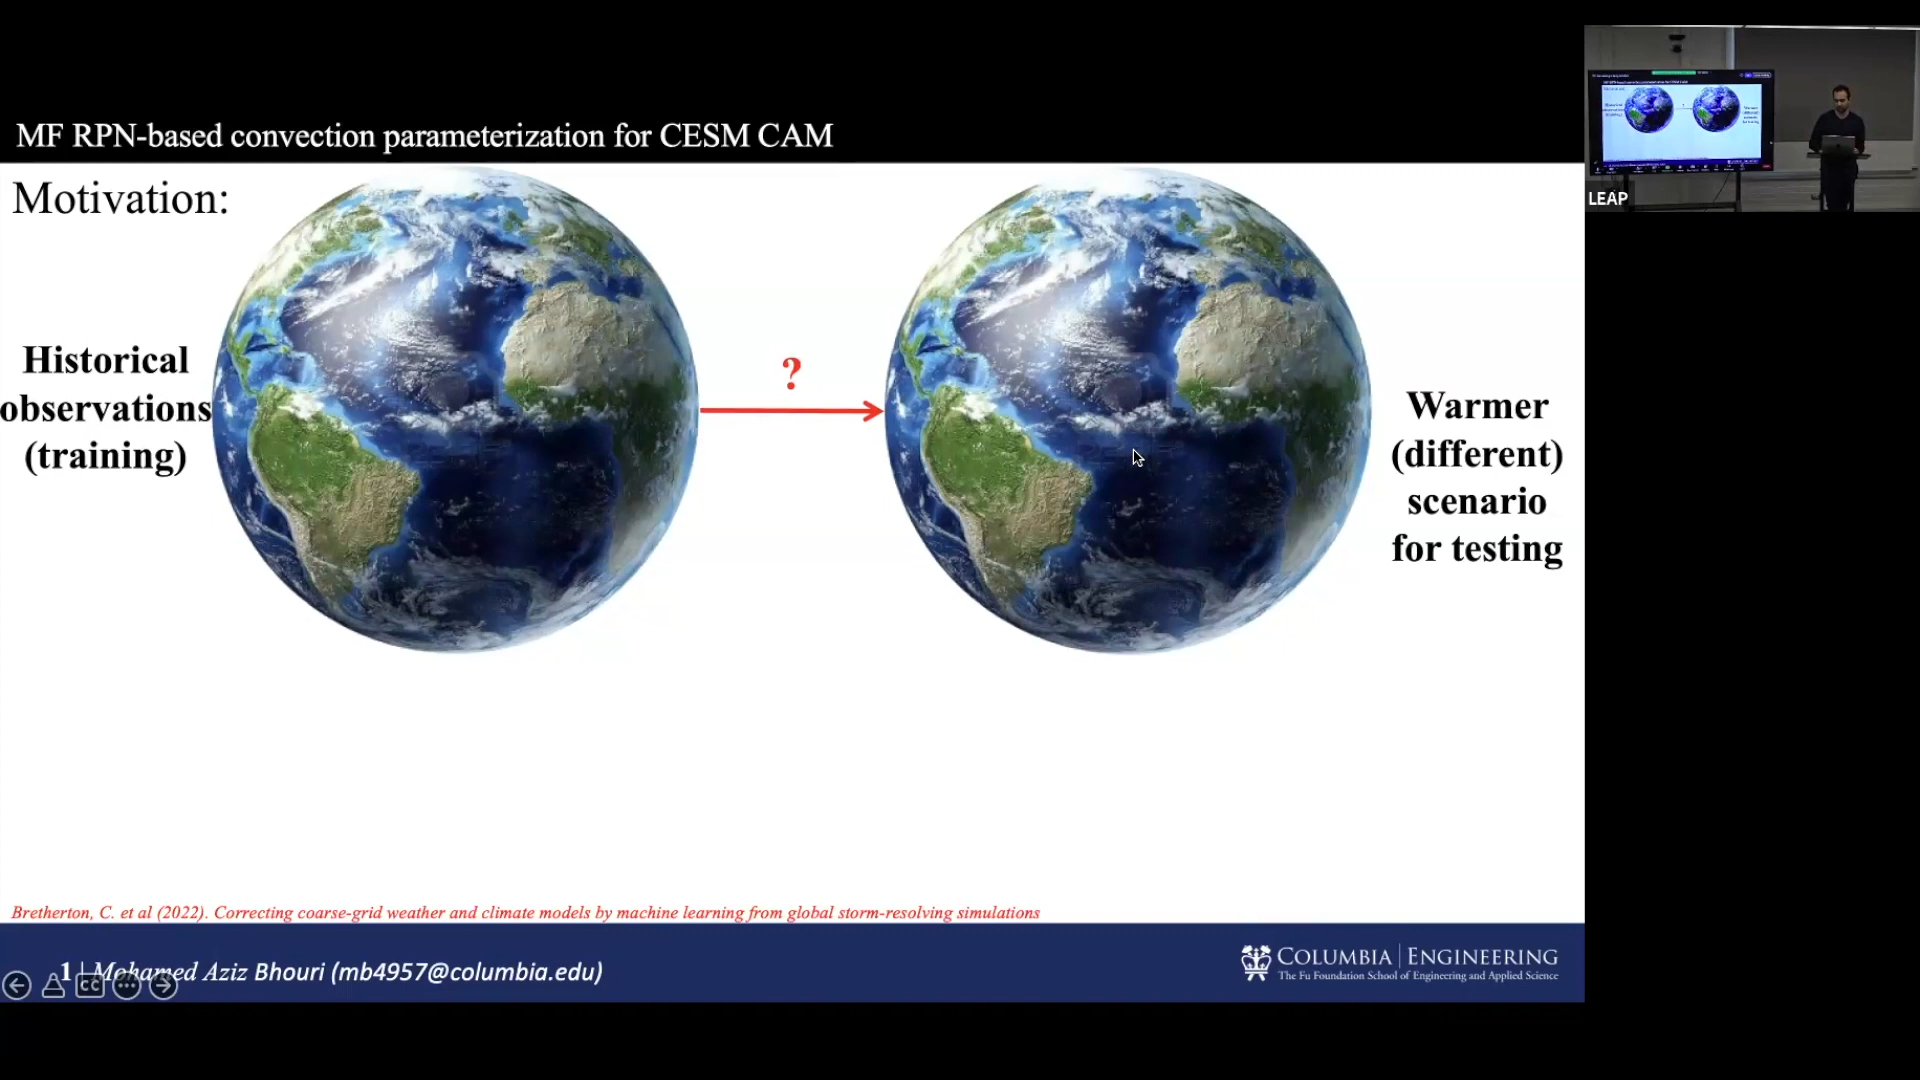 MF RPN-based convection parameterization for CESM CAM
Motivation:
Historical
observations
(training)
?
Warmer
(different)
scenario
for testing
Bretherton, C. et al (2022). Correcting coarse-grid weather and climate models by machine learning from global storm-resolving simulations
1 | Mohamed Aziz Bhouri (mb4957@columbia.edu)
CC
COLUMBIA | ENGINEERING
The Fu Foundation School of Engineering and Applied Science
LEAP